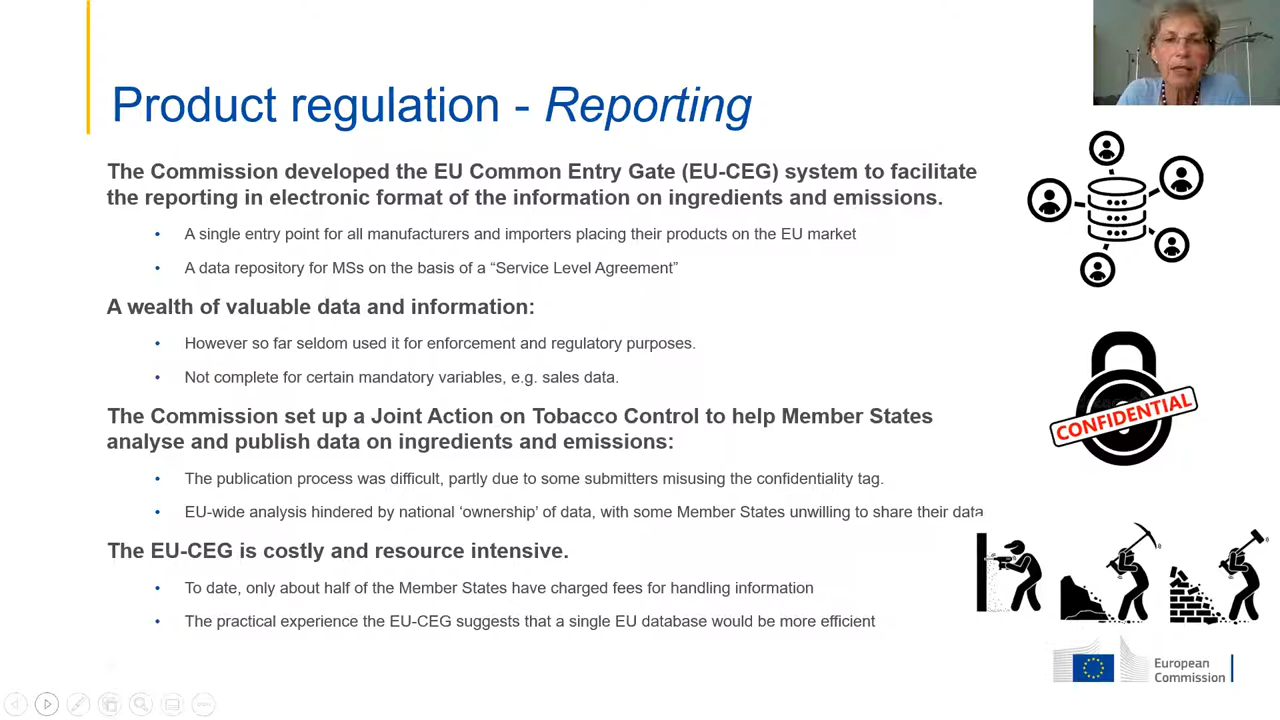 Product regulation - Reporting
The Commission developed the EU Common Entry Gate (EU-CEG) system to facilitate
the reporting in electronic format of the information on ingredients and emissions.
• A single entry point for all manufacturers and importers placing their products on the EU market
• A data repository for MSs on the basis of a “Service Level Agreement”
A wealth of valuable data and information:
• However so far seldom used it for enforcement and regulatory purposes.
• Not complete for certain mandatory variables, e.g. sales data.
CONFIDENTIAL
The Commission set up a Joint Action on Tobacco Control to help Member States
analyse and publish data on ingredients and emissions:
• The publication process was difficult, partly due to some submitters misusing the confidentiality tag.
• EU-wide analysis hindered by national ‘ownership’ of data, with some Member States unwilling to share their data
The EU-CEG is costly and resource intensive.
• To date, only about half of the Member States have charged fees for handling information
• The practical experience the EU-CEG suggests that a single EU database would be more efficient
European
Commission